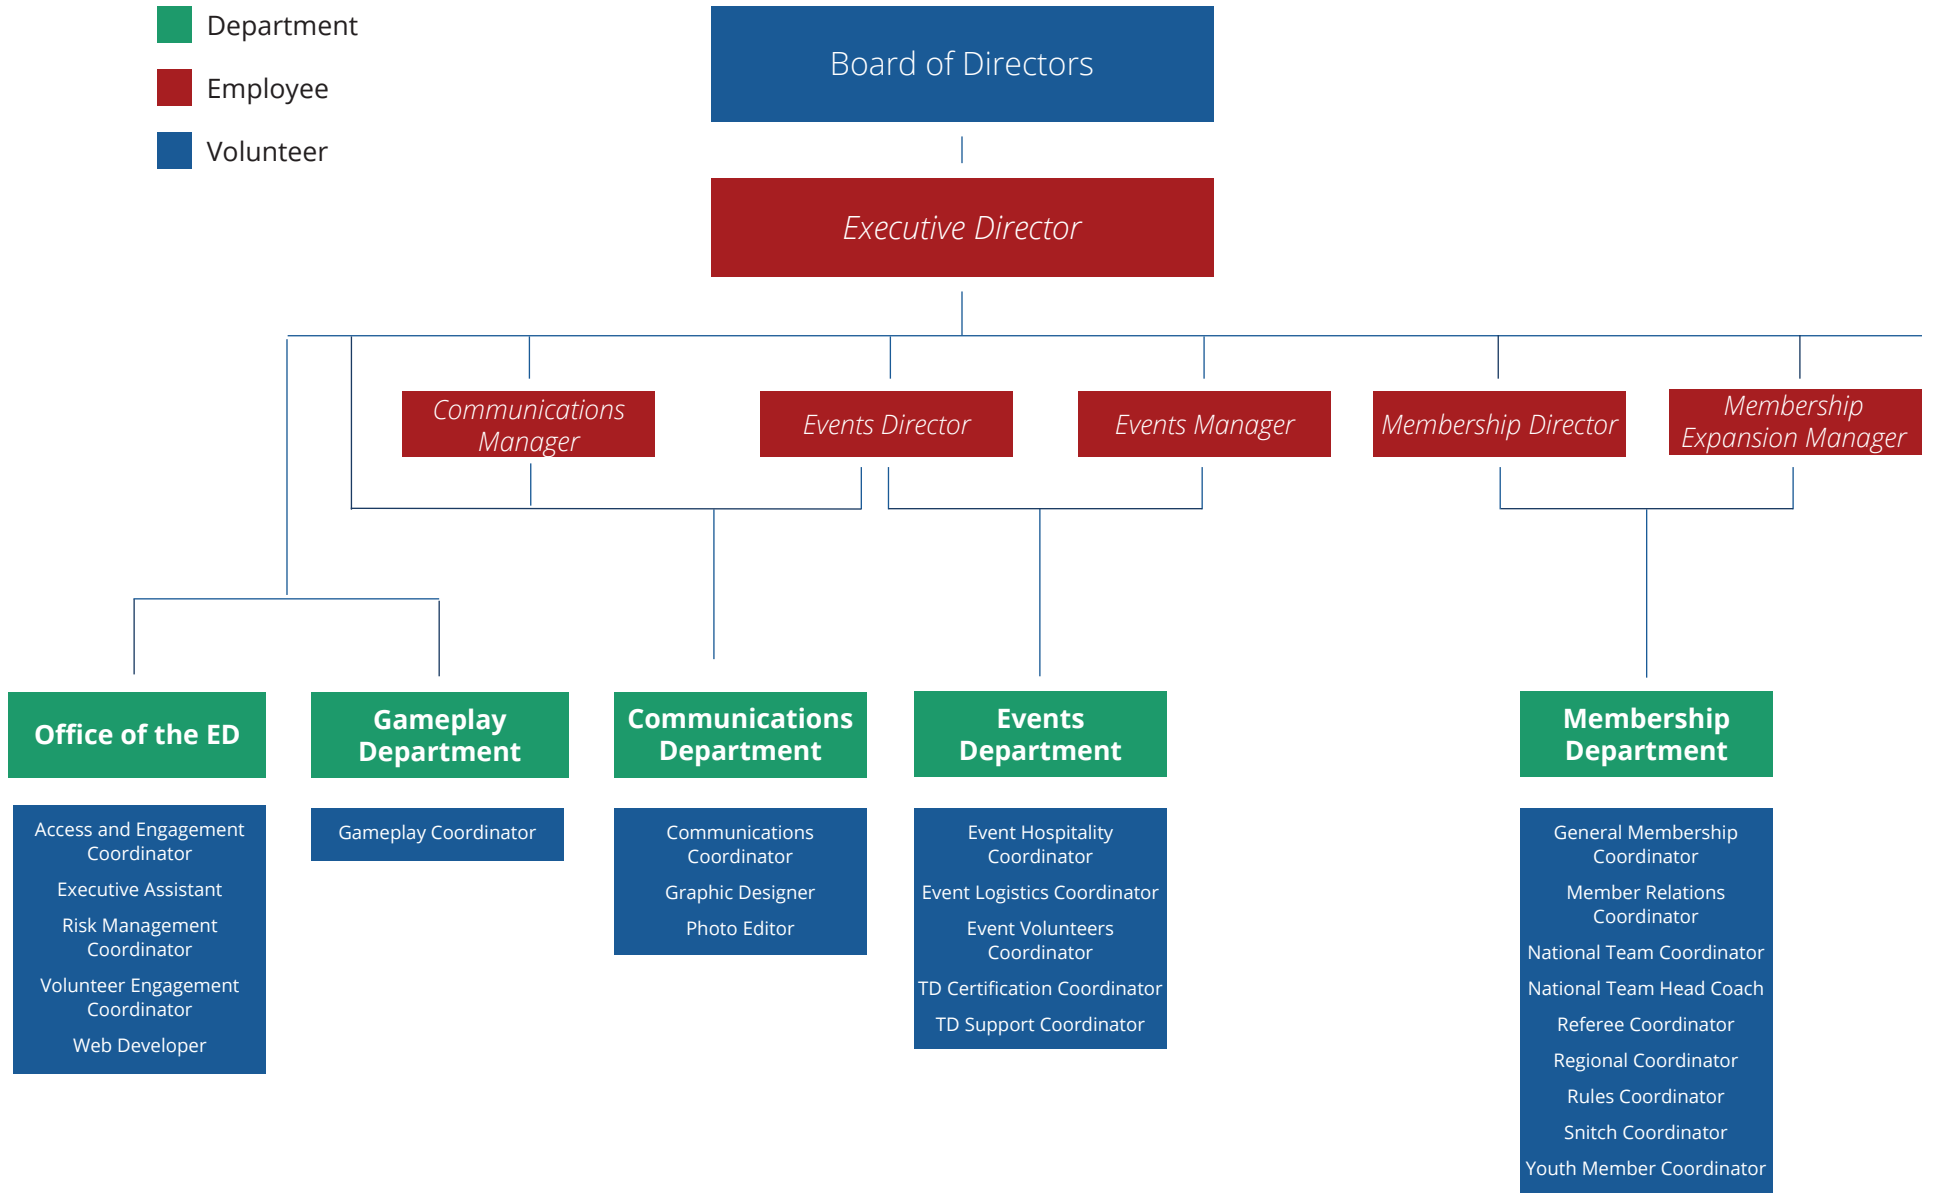 Department
Employee
Volunteer
Board of Directors
Executive Director
Communications
Manager
Events Director
Events Manager
Membership Director
Membership
Expansion Manager
Office of the ED
Access and Engagement
Coordinator
Executive Assistant
Risk Management
Coordinator
Volunteer Engagement
Coordinator
Web Developer
Gameplay
Department
Gameplay Coordinator
Communications
Department
Communications
Coordinator
Graphic Designer
Photo Editor
Events
Department
Event Hospitality
Coordinator
Event Logistics Coordinator
Event Volunteers
Coordinator
TD Certification Coordinator
TD Support Coordinator
Membership
Department
General Membership
Coordinator
Member Relations
Coordinator
National Team Coordinator
National Team Head Coach
Referee Coordinator
Regional Coordinator
Rules Coordinator
Snitch Coordinator
Youth Member Coordinator